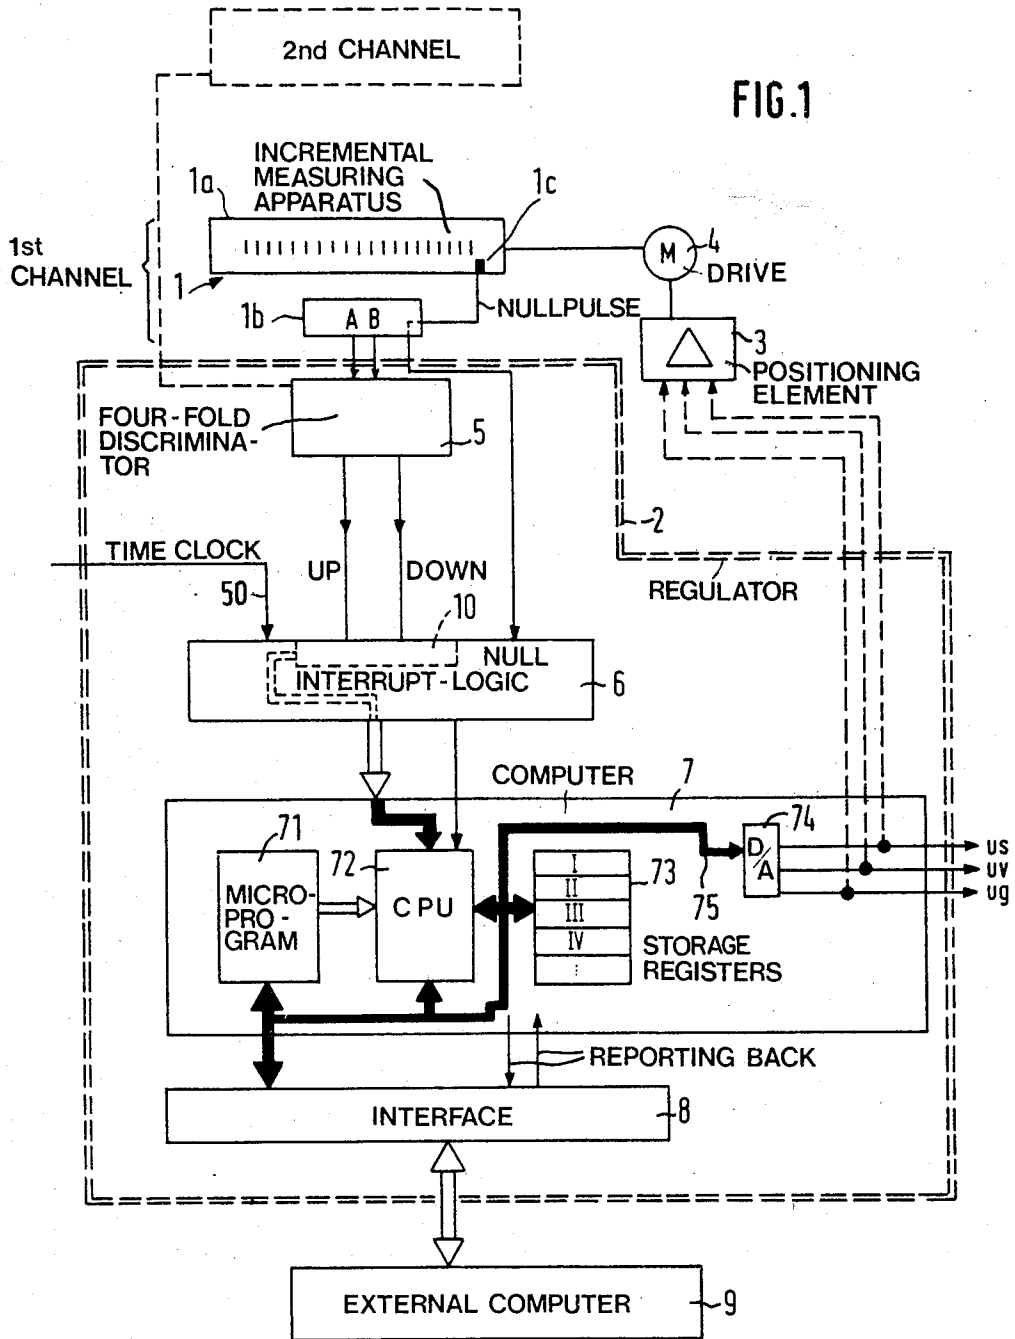 2nd CHANNEL
FIG.1
INCREMENTAL
MEASURING
APPARATUS
1a
1c
1st
CHANNEL
1
4
M
DRIVE
1b
A B
NULLPULSE
3
POSITIONING
ELEMENT
FOUR-FOLD
DISCRIMINA-
TOR
5
2
TIME CLOCK
50
UP
DOWN
REGULATOR
10
NULL
INTERRUPT-LOGIC
6
COMPUTER
7
71
72
74
D/A
us
uv
ug
MICRO-
PRO-
GRAM
CPU
I
II
III
IV
⋮
73
75
STORAGE
REGISTERS
REPORTING BACK
INTERFACE
8
EXTERNAL COMPUTER
9